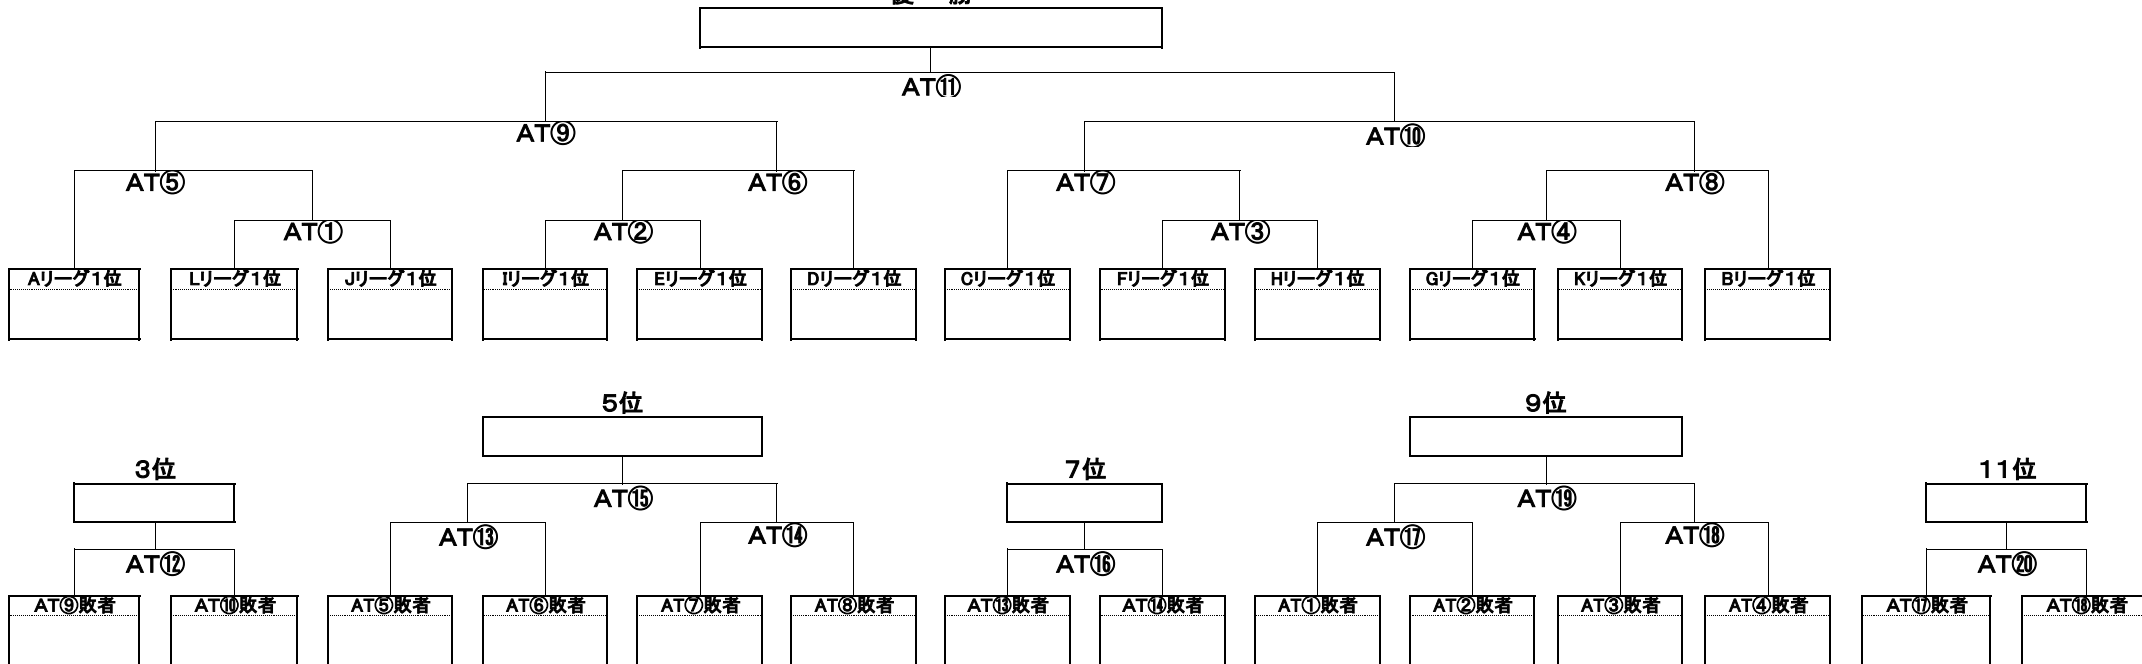 AT⑪
AT⑨ AT⑩
AT⑤ AT⑥ AT⑦ AT⑧
AT① AT② AT③ AT④
Aリーグ1位 Lリーグ1位 Jリーグ1位 Iリーグ1位 Eリーグ1位 Dリーグ1位 Cリーグ1位 Fリーグ1位 Hリーグ1位 Gリーグ1位 Kリーグ1位 Bリーグ1位
5位 9位
3位 7位 11位
AT⑮ AT⑲
AT⑬ AT⑭ AT⑰ AT⑱
AT⑫ AT⑯ AT⑳
AT⑨敗者 AT⑩敗者 AT⑤敗者 AT⑥敗者 AT⑦敗者 AT⑧敗者 AT⑬敗者 AT⑭敗者 AT①敗者 AT②敗者 AT③敗者 AT④敗者 AT⑰敗者 AT⑱敗者